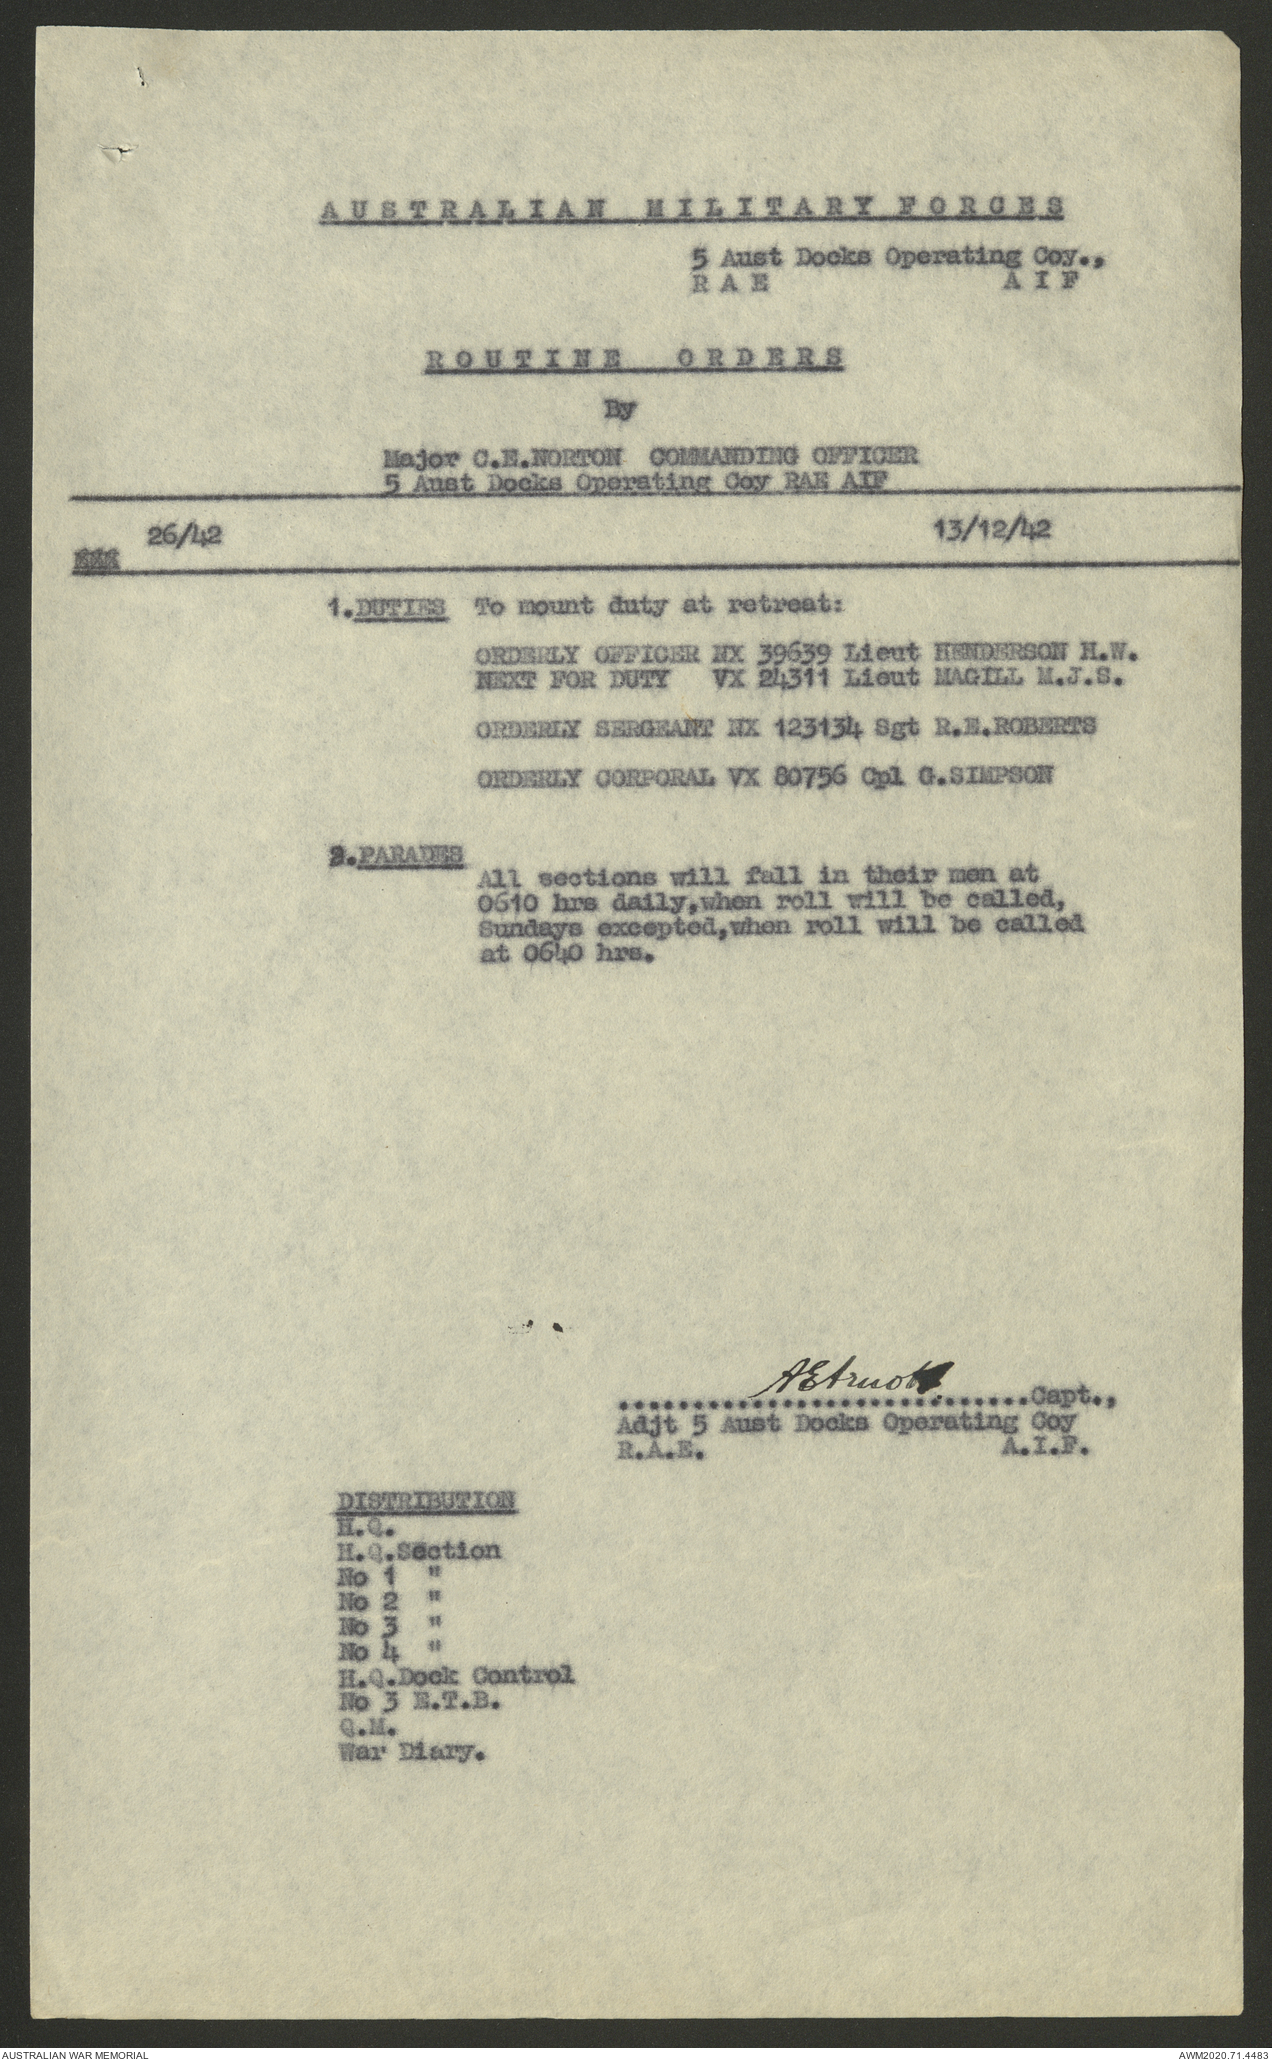 AUSTRALIAN MILITARY FORCES
5 Aust Docks Operating Coy.,
R A E A I F
ROUTINE ORDERS
By
Major C.E.NORTON COMMANDING OFFICER
5 Aust Docks Operating Coy RAE AIF
26/42 13/12/42
1.DUTIES To mount duty at retreat:
ORDERLY OFFICER NX 39639 Lieut HENDERSON H.W.
NEXT FOR DUTY VX 24311 Lieut MAGILL M.J.S.
ORDERLY SERGEANT NX 123134 Sgt R.E.ROBERTS
ORDERLY CORPORAL VX 80756 Cpl G.SIMPSON
2.PARADES
All sections will fall in their men at
0610 hrs daily,when roll will be called,
Sundays excepted,when roll will be called
at 0640 hrs.
..............................Capt.,
Adjt 5 Aust Docks Operating Coy
R.A.E. A.I.F.
DISTRIBUTION
H.Q.
H.Q.Section
No 1 "
No 2 "
No 3 "
No 4 "
H.Q.Dock Control
No 3 E.T.B.
Q.M.
War Diary.
AUSTRALIAN WAR MEMORIAL AWM2020.71.4483